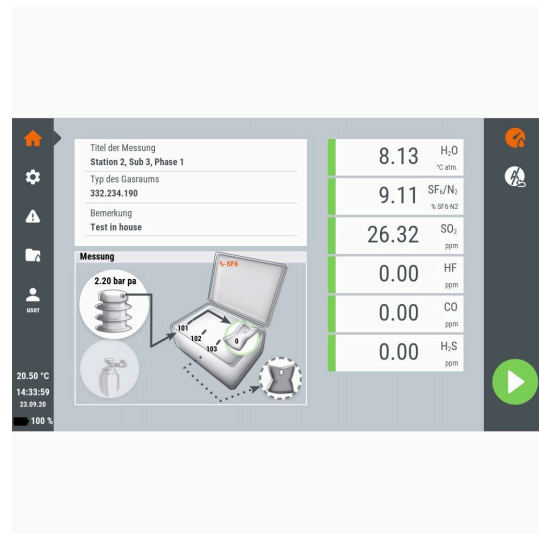 Titel der Messung
Station 2, Sub 3, Phase 1
Typ des Gasraums
332.234.190
Bemerkung
Test in house
Messung
%-SF6
2.20 bar pa
101
102
103
0
8.13 H₂O
°C atm.
9.11 SF₆/N₂
% SF6-N2
26.32 SO₂
ppm
0.00 HF
ppm
0.00 CO
ppm
0.00 H₂S
ppm
user
20.50 °C
14:33:59
23.09.20
100 %